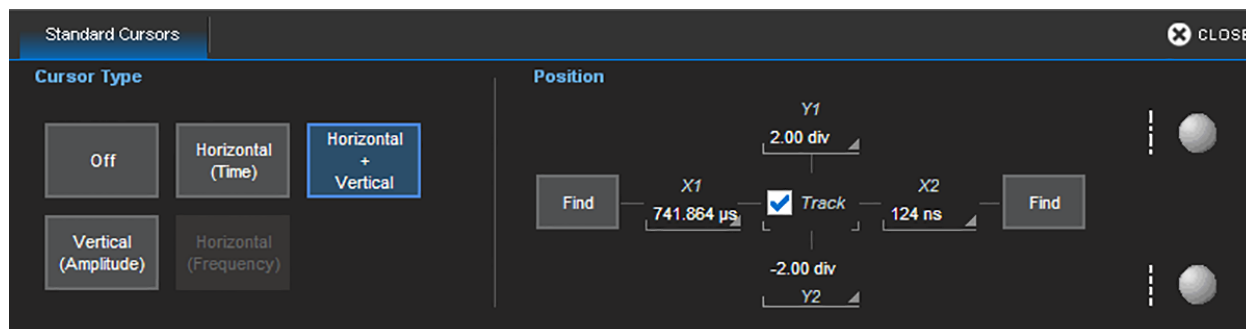 Standard Cursors
CLOSE
Cursor Type
Position
Off
Horizontal
(Time)
Horizontal
+
Vertical
Vertical
(Amplitude)
Horizontal
(Frequency)
Y1
2.00 div
Find
X1
741.864 µs
Track
X2
124 ns
Find
-2.00 div
Y2